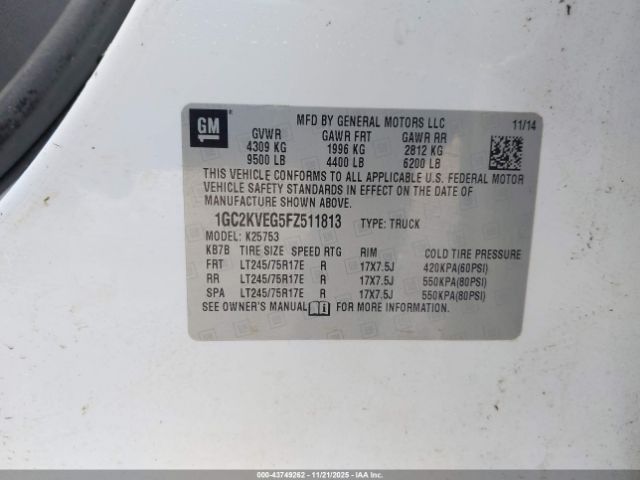 GM
MFD BY GENERAL MOTORS LLC 11/14
GVWR GAWR FRT GAWR RR
4309 KG 1996 KG 2812 KG
9500 LB 4400 LB 6200 LB
THIS VEHICLE CONFORMS TO ALL APPLICABLE U.S. FEDERAL MOTOR
VEHICLE SAFETY STANDARDS IN EFFECT ON THE DATE OF
MANUFACTURE SHOWN ABOVE.
1GC2KVEG5FZ511813 TYPE: TRUCK
MODEL: K25753
KB7B TIRE SIZE SPEED RTG RIM COLD TIRE PRESSURE
FRT LT245/75R17E R 17X7.5J 420KPA(60PSI)
RR LT245/75R17E R 17X7.5J 550KPA(80PSI)
SPA LT245/75R17E R 17X7.5J 550KPA(80PSI)
SEE OWNER'S MANUAL FOR MORE INFORMATION.
000-43749262 - 11/21/2025 - IAAI.COM